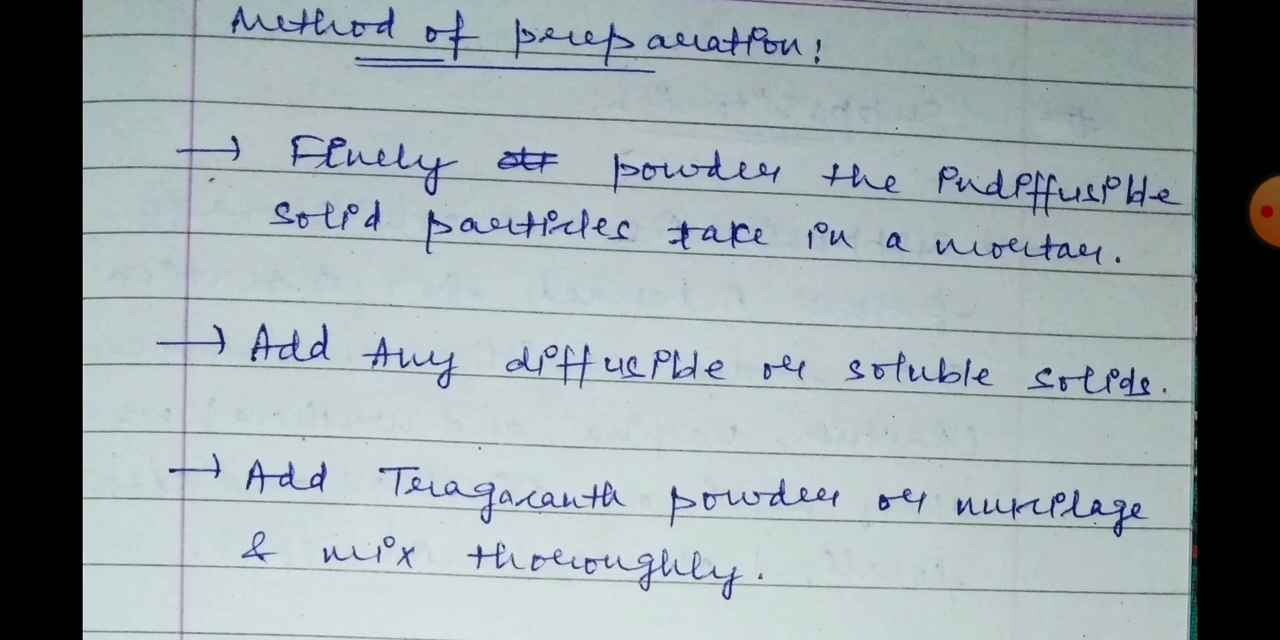 Method of preparation:
→ Finely powder the indiffusible
solid particles take in a mortar.
→ Add Any diffusible or soluble solids.
→ Add Tragacanth powder or mucilage
& mix thoroughly.